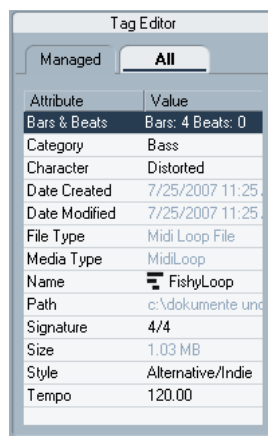 Tag Editor
Managed All
Attribute Value
Bars & Beats Bars: 4 Beats: 0
Category Bass
Character Distorted
Date Created 7/25/2007 11:25.
Date Modified 7/25/2007 11:25.
File Type Midi Loop File
Media Type MidiLoop
Name FishyLoop
Path c:\dokumente und
Signature 4/4
Size 1.03 MB
Style Alternative/Indie
Tempo 120.00